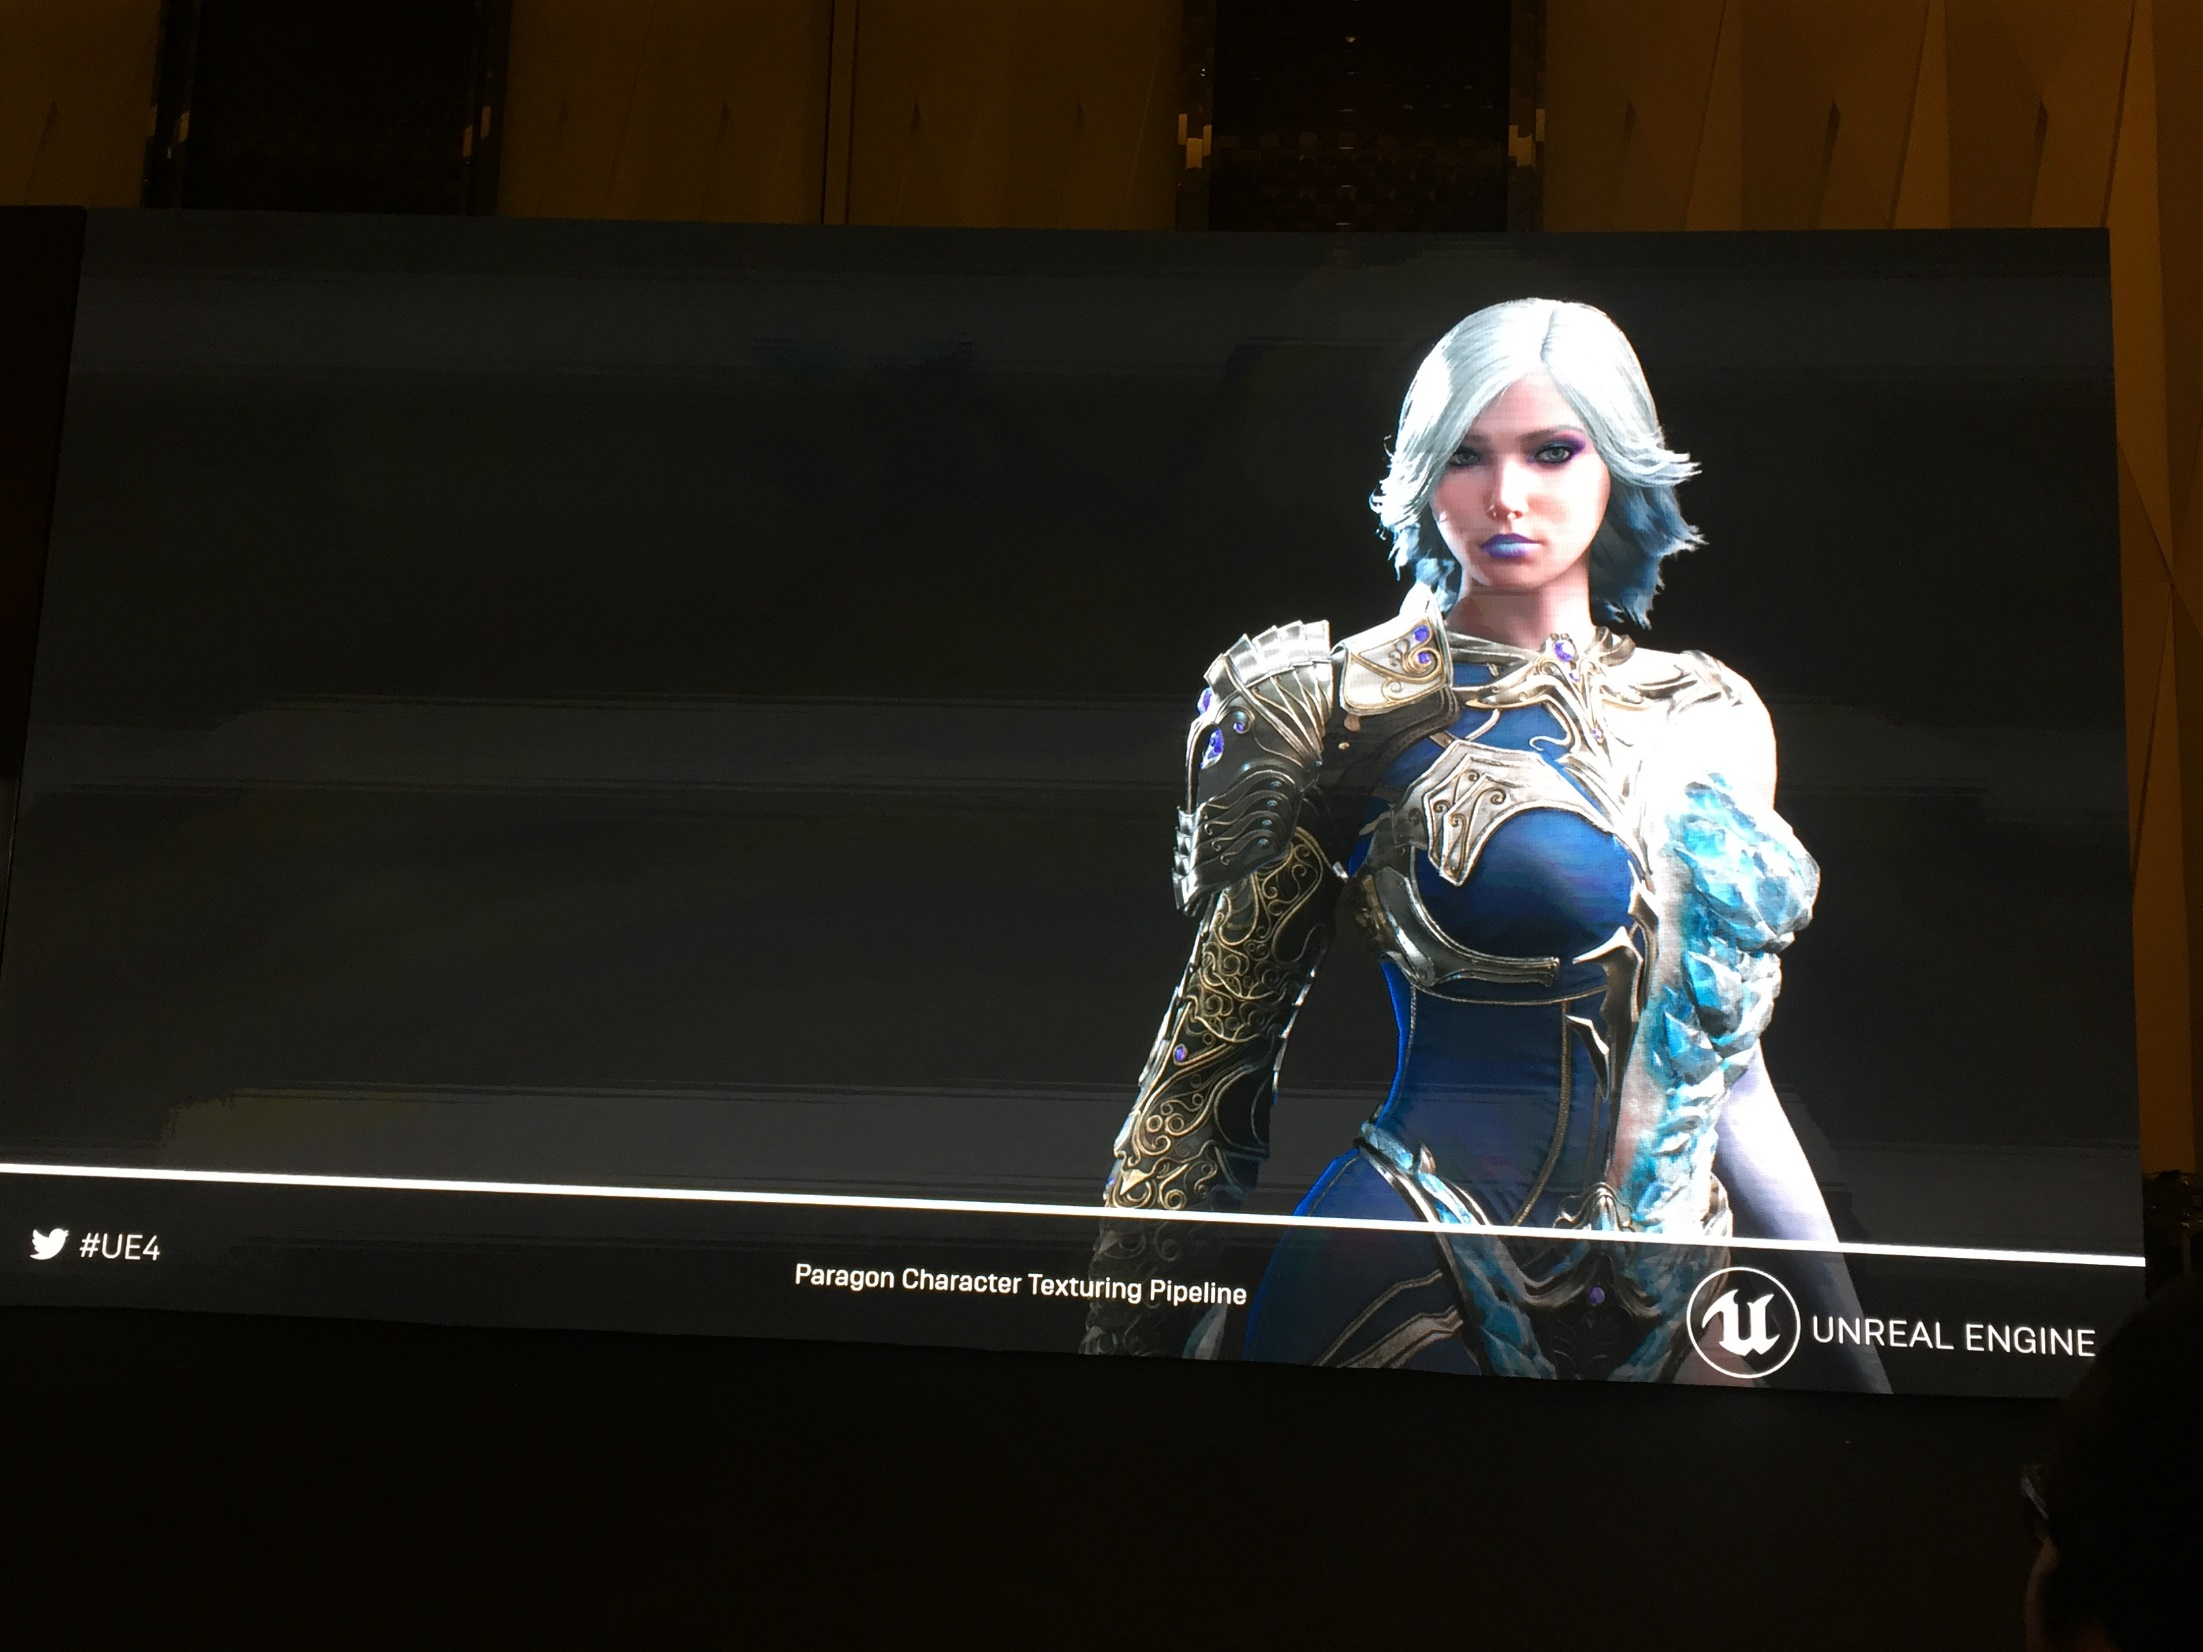 #UE4
Paragon Character Texturing Pipeline
UNREAL ENGINE